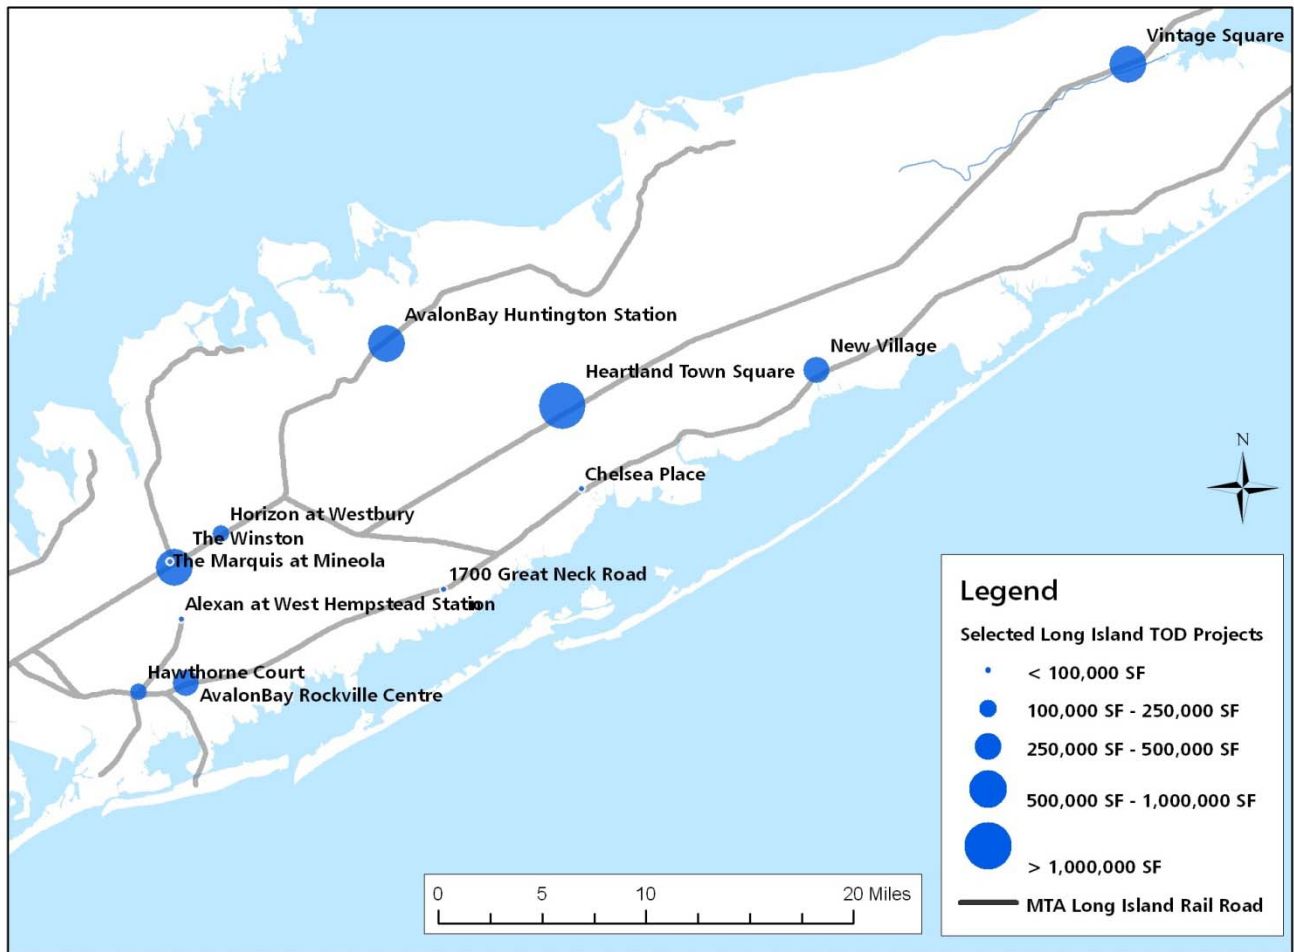 Vintage Square
AvalonBay Huntington Station
New Village
Heartland Town Square
Chelsea Place
N
Horizon at Westbury
The Winston
The Marquis at Mineola
1700 Great Neck Road
Alexan at West Hempstead Station
Hawthorne Court
AvalonBay Rockville Centre
Legend
Selected Long Island TOD Projects
< 100,000 SF
100,000 SF - 250,000 SF
250,000 SF - 500,000 SF
500,000 SF - 1,000,000 SF
> 1,000,000 SF
MTA Long Island Rail Road
0 5 10 20 Miles